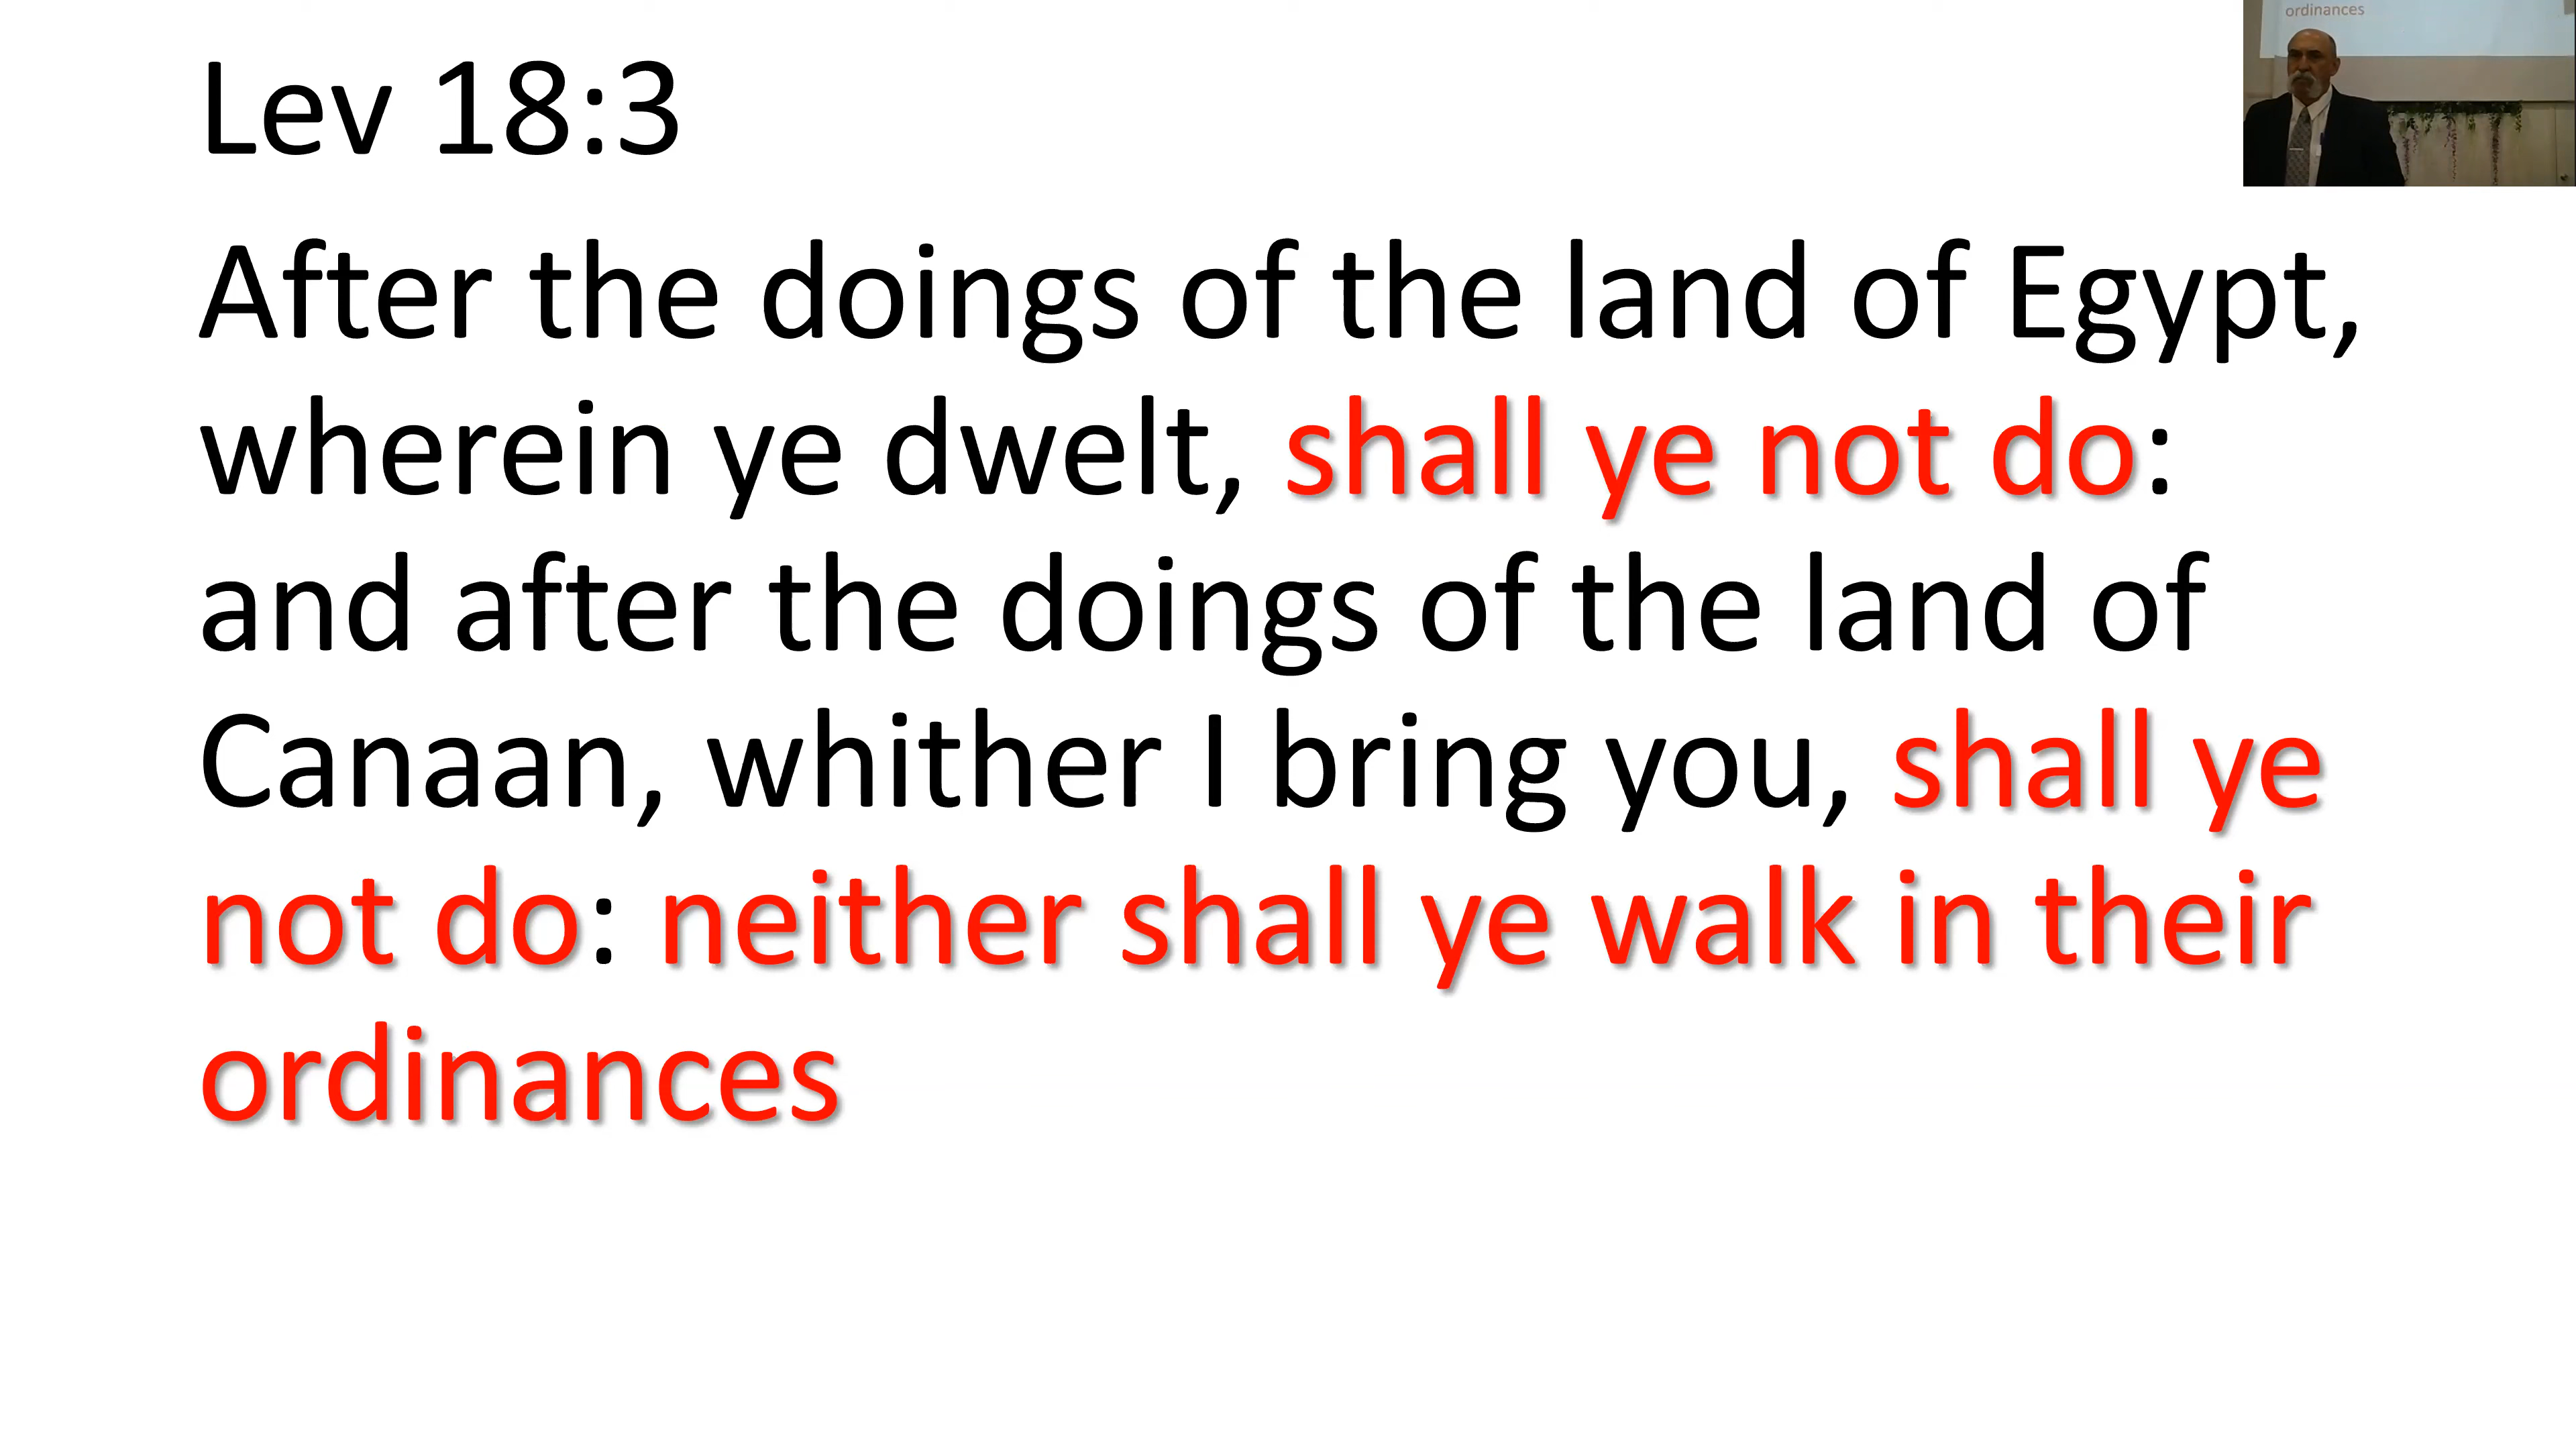 Lev 18:3
After the doings of the land of Egypt,
wherein ye dwelt, shall ye not do:
and after the doings of the land of
Canaan, whither I bring you, shall ye
not do: neither shall ye walk in their
ordinances
ordinances